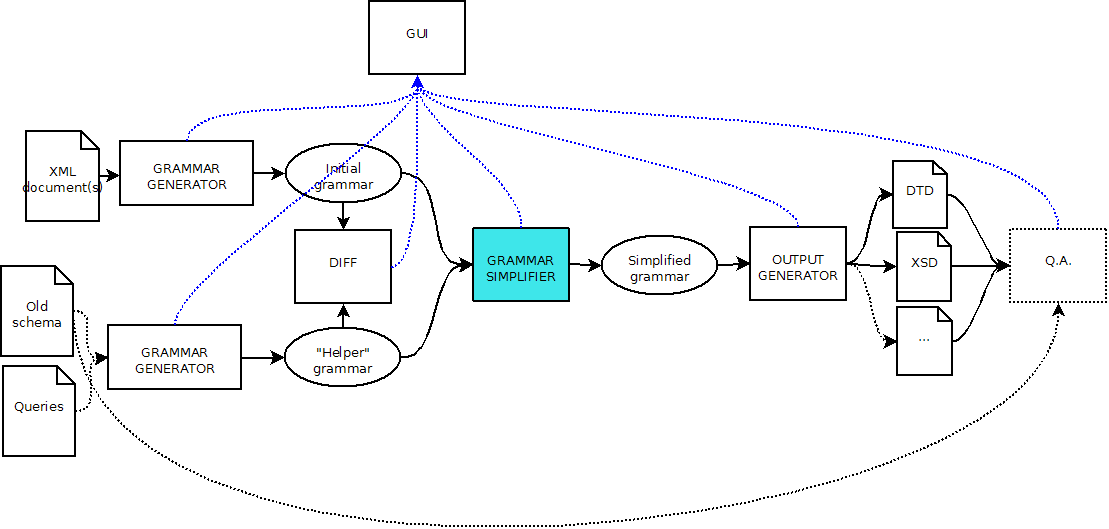 GUI
XML
document(s)
GRAMMAR
GENERATOR
Initial
grammar
DIFF
GRAMMAR
SIMPLIFIER
Simplified
grammar
OUTPUT
GENERATOR
DTD
XSD
...
Q.A.
Old
schema
Queries
GRAMMAR
GENERATOR
"Helper"
grammar